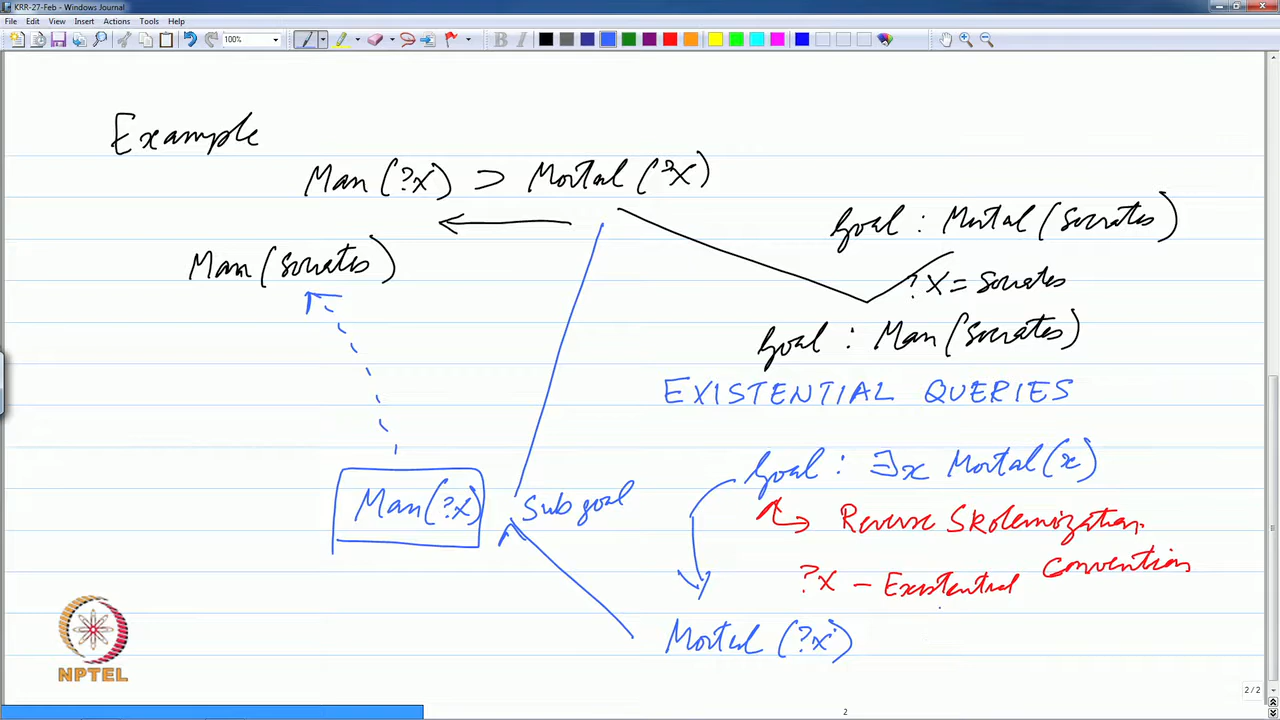 KRR-27-Feb - Windows Journal
File Edit View Insert Actions Tools Help
100%
Example
Man(?X) ⊃ Mortal(?X)
Goal : Mortal(Socrates)
Man(Socrates)
?X = Socrates
Goal : Man(Socrates)
EXISTENTIAL QUERIES
Goal : ∃x Mortal(x)
Man(?X) Subgoal
Reverse Skolemization
Convention
?X – Existential
Mortal(?X)
NPTEL
2 / 2
2